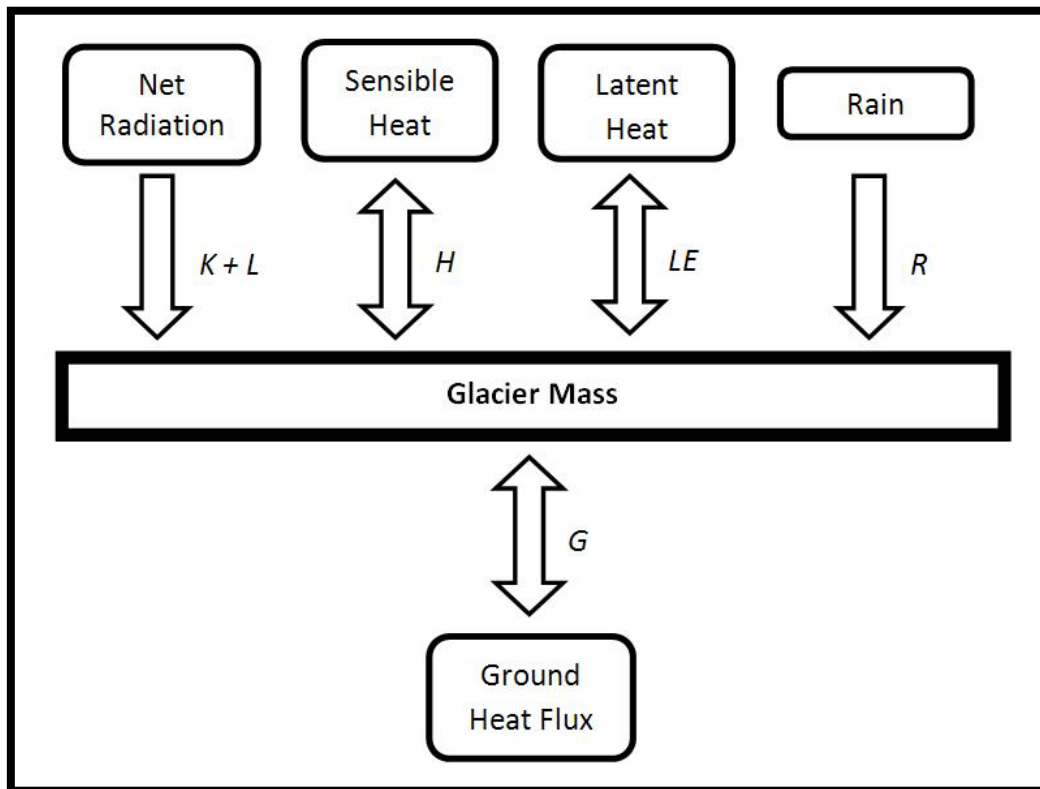 Net
Radiation
Sensible
Heat
Latent
Heat
Rain
K + L
H
LE
R
Glacier Mass
G
Ground
Heat Flux